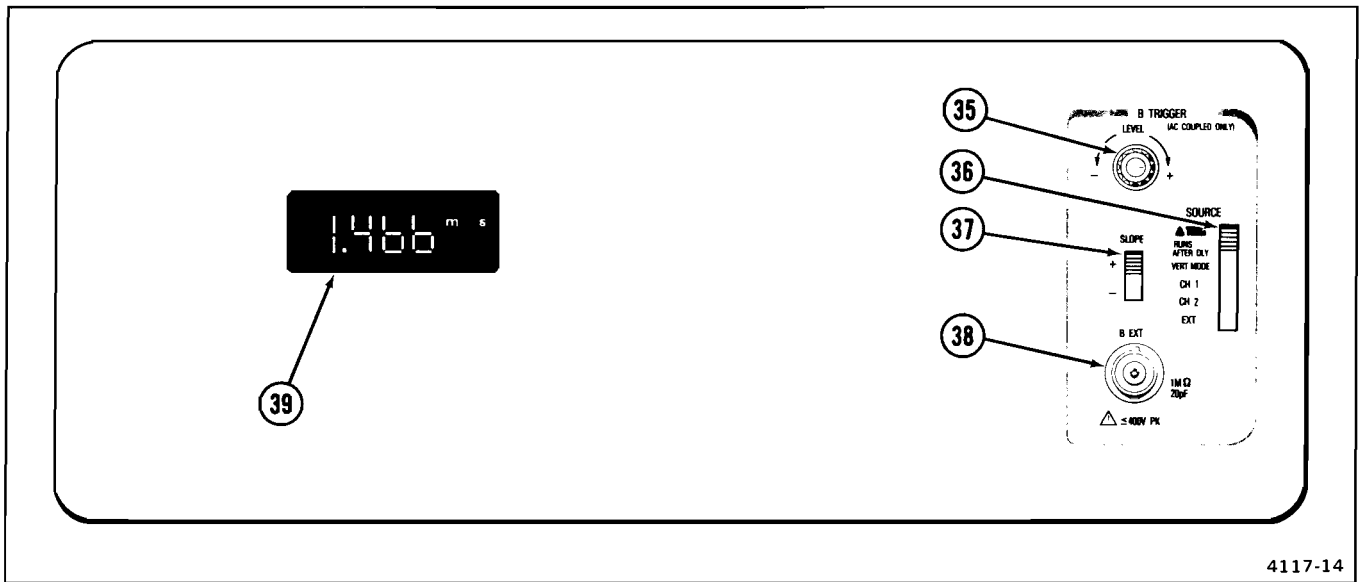 35
B TRIGGER
LEVEL (AC COUPLED ONLY)
- +
36
SOURCE
37
SLOPE
RUNS
AFTER DLY
+
VERT MODE
CH 1
-
CH 2
EXT
1.466 m s
38
B EXT
1MΩ
20pF
39
≤400V PK
4117-14